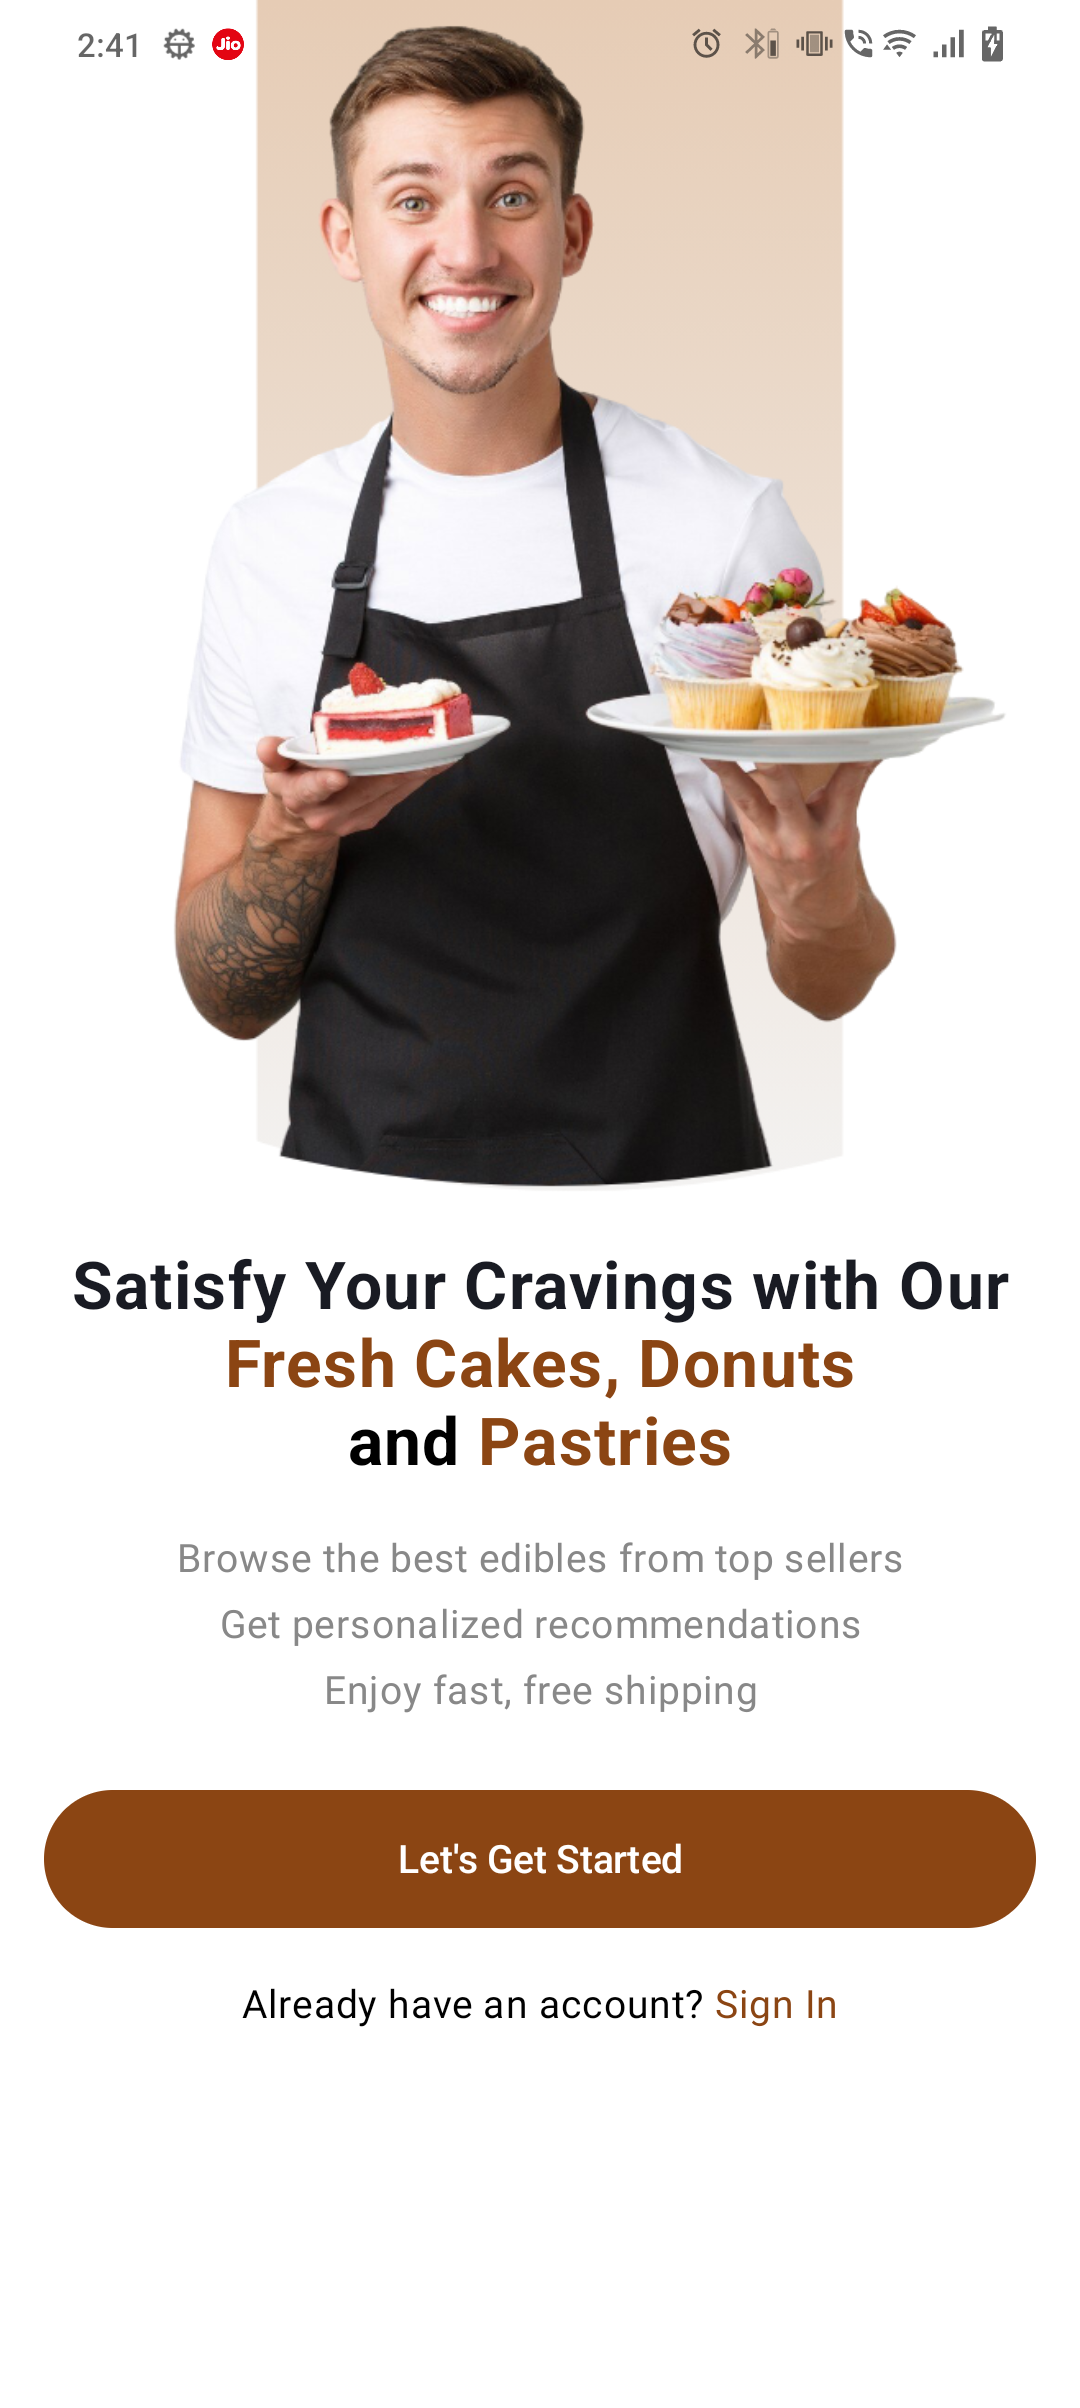 2:41 Jio
Satisfy Your Cravings with Our
Fresh Cakes, Donuts
and Pastries
Browse the best edibles from top sellers
Get personalized recommendations
Enjoy fast, free shipping
Let's Get Started
Already have an account? Sign In